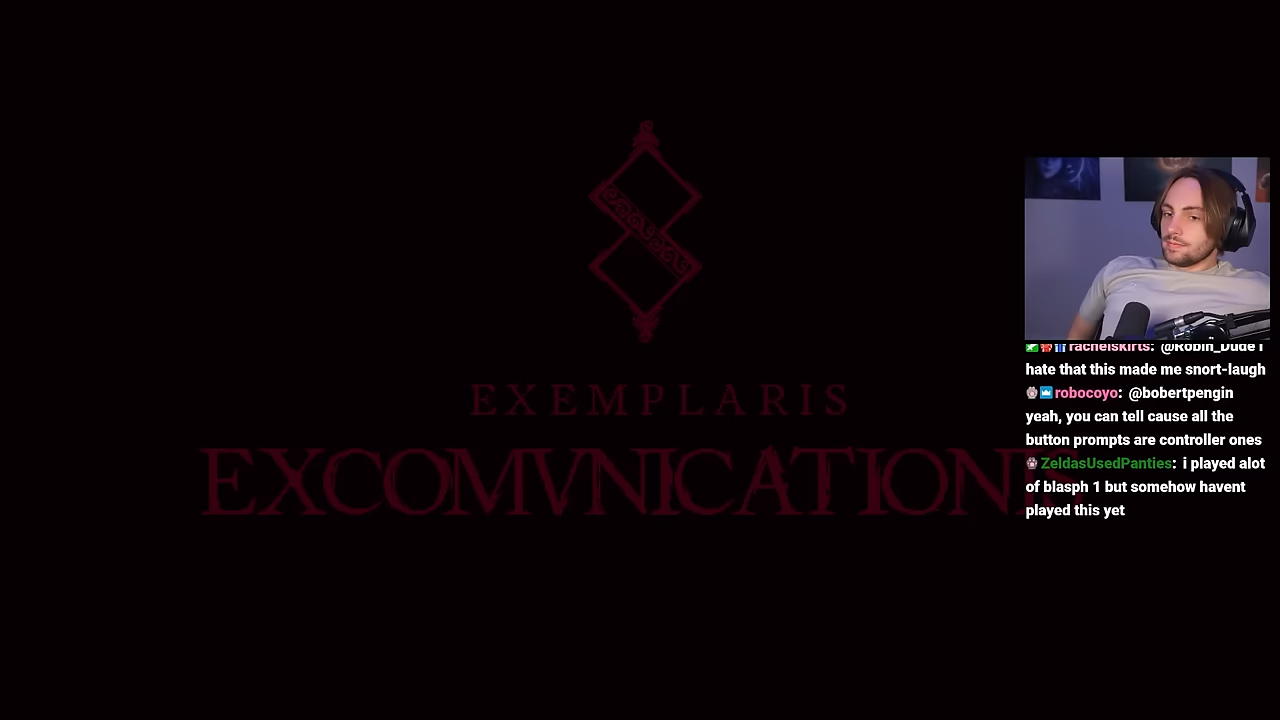 EXEMPLARIS
EXCOMVNICATIONIS
rachelskirts: @Robin_Dude I
hate that this made me snort-laugh
robocoyo: @bobertpengin
yeah, you can tell cause all the
button prompts are controller ones
ZeldasUsedPanties: i played alot
of blasph 1 but somehow havent
played this yet